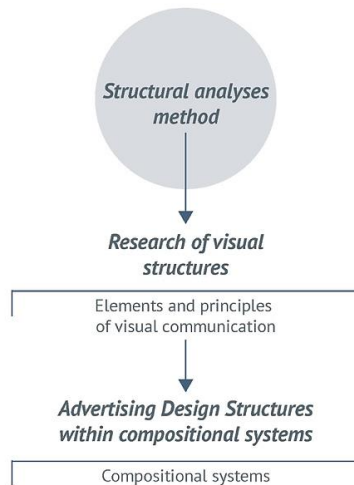 Structural analyses
method
Research of visual
structures
Elements and principles
of visual communication
Advertising Design Structures
within compositional systems
Compositional systems